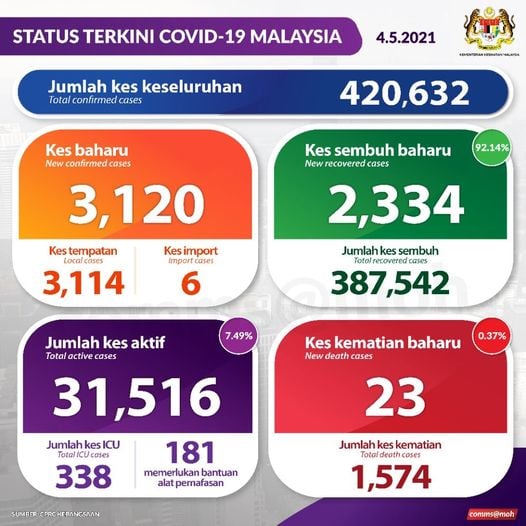 STATUS TERKINI COVID-19 MALAYSIA
4.5.2021
KEMENTERIAN KESIHATAN MALAYSIA
Jumlah kes keseluruhan
Total confirmed cases
420,632
Kes baharu
New confirmed cases
3,120
Kes tempatan
Local cases
3,114
Kes import
Import cases
6
Kes sembuh baharu
New recovered cases
92.14%
2,334
Jumlah kes sembuh
Total recovered cases
387,542
Jumlah kes aktif
Total active cases
7.49%
31,516
Jumlah kes ICU
Total ICU cases
338
181
memerlukan bantuan
alat pernafasan
Kes kematian baharu
New death cases
0.37%
23
Jumlah kes kematian
Total death cases
1,574
SUMBER: CPRC KEBANGSAAN
comms@moh